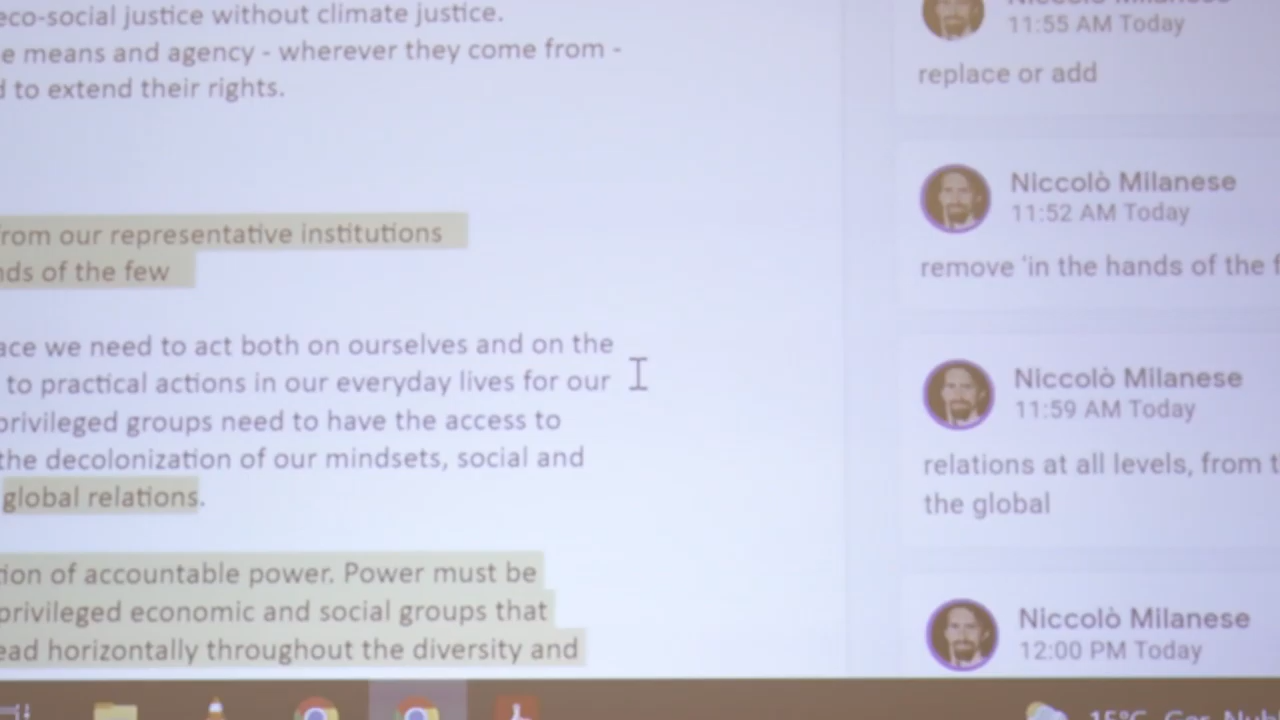 eco-social justice without climate justice.
means and agency - wherever they come from -
to extend their rights.
from our representative institutions
of the few
we need to act both on ourselves and on the
to practical actions in our everyday lives for our
privileged groups need to have the access to
the decolonization of our mindsets, social and
global relations.
of accountable power. Power must be
privileged economic and social groups that
horizontally throughout the diversity and
Niccolò Milanese
11:55 AM Today
replace or add
Niccolò Milanese
11:52 AM Today
remove 'in the hands of the
Niccolò Milanese
11:59 AM Today
relations at all levels, from
the global
Niccolò Milanese
12:00 PM Today
15°C